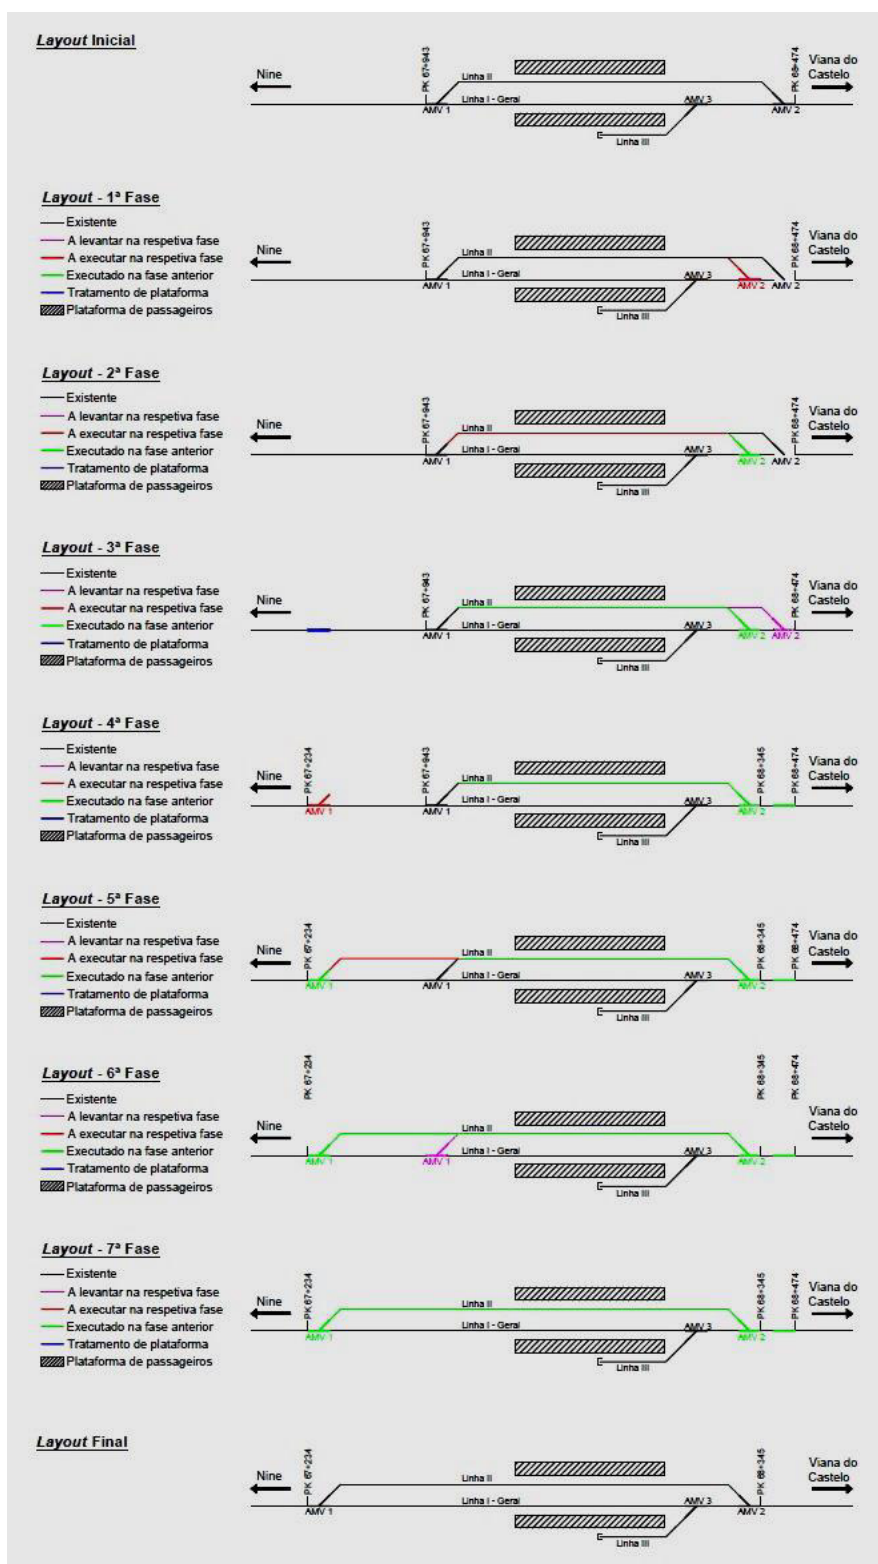 Layout Inicial
Nine
PK 67+943
Linha II
Linha I - Geral
AMV 1
AMV 3
Linha III
AMV 2
PK 68+474
Viana do
Castelo
Layout - 1ª Fase
Existente
A levantar na respetiva fase
A executar na respetiva fase
Executado na fase anterior
Tratamento de plataforma
Plataforma de passageiros
Nine
PK 67+943
Linha II
Linha I - Geral
AMV 1
AMV 3
Linha III
AMV 2
AMV 2
PK 68+474
Viana do
Castelo
Layout - 2ª Fase
Existente
A levantar na respetiva fase
A executar na respetiva fase
Executado na fase anterior
Tratamento de plataforma
Plataforma de passageiros
Nine
PK 67+943
Linha II
Linha I - Geral
AMV 1
AMV 3
Linha III
AMV 2
AMV 2
PK 68+474
Viana do
Castelo
Layout - 3ª Fase
Existente
A levantar na respetiva fase
A executar na respetiva fase
Executado na fase anterior
Tratamento de plataforma
Plataforma de passageiros
Nine
PK 67+943
Linha II
Linha I - Geral
AMV 1
AMV 3
Linha III
AMV 2
AMV 2
PK 68+474
Viana do
Castelo
Layout - 4ª Fase
Existente
A levantar na respetiva fase
A executar na respetiva fase
Executado na fase anterior
Tratamento de plataforma
Plataforma de passageiros
Nine
PK 67+234
AMV 1
PK 67+943
Linha II
Linha I - Geral
AMV 1
AMV 3
Linha III
AMV 2
PK 68+345
PK 68+474
Viana do
Castelo
Layout - 5ª Fase
Existente
A levantar na respetiva fase
A executar na respetiva fase
Executado na fase anterior
Tratamento de plataforma
Plataforma de passageiros
Nine
PK 67+234
AMV 1
Linha II
Linha I - Geral
AMV 1
AMV 3
Linha III
AMV 2
PK 68+345
PK 68+474
Viana do
Castelo
Layout - 6ª Fase
Existente
A levantar na respetiva fase
A executar na respetiva fase
Executado na fase anterior
Tratamento de plataforma
Plataforma de passageiros
Nine
PK 67+234
AMV 1
Linha II
Linha I - Geral
AMV 1
AMV 3
Linha III
AMV 2
PK 68+345
PK 68+474
Viana do
Castelo
Layout - 7ª Fase
Existente
A levantar na respetiva fase
A executar na respetiva fase
Executado na fase anterior
Tratamento de plataforma
Plataforma de passageiros
Nine
PK 67+234
AMV 1
Linha II
Linha I - Geral
AMV 3
Linha III
AMV 2
PK 68+345
PK 68+474
Viana do
Castelo
Layout Final
Nine
PK 67+234
AMV 1
Linha II
Linha I - Geral
AMV 3
Linha III
AMV 2
PK 68+345
Viana do
Castelo